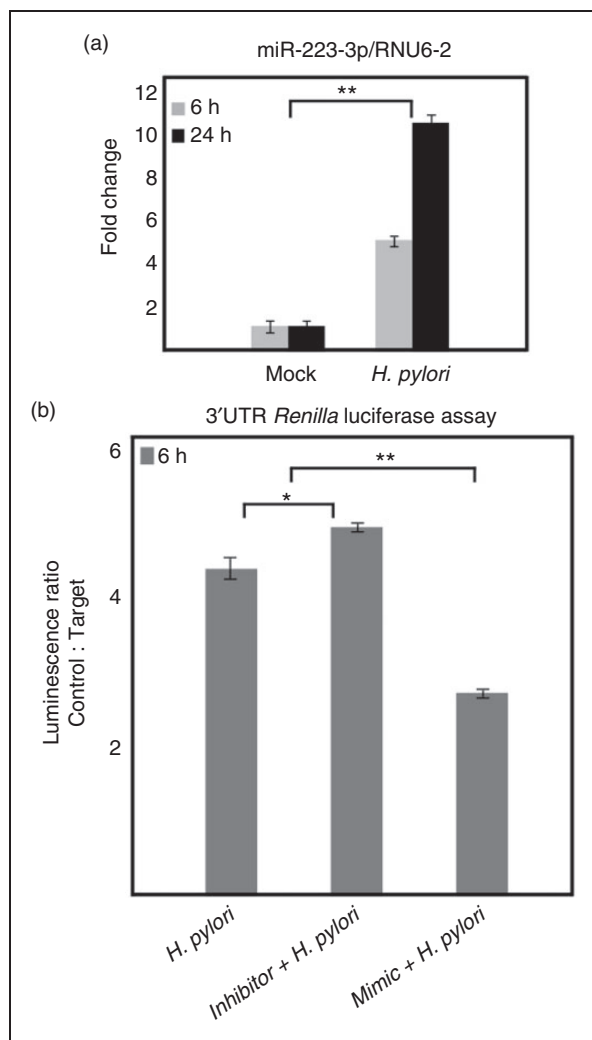 (a)
miR-223-3p/RNU6-2
12
10
8
6
4
2
Fold change
6 h
24 h
**
Mock
H. pylori
(b)
3′UTR Renilla luciferase assay
6
4
2
Luminescence ratio
Control : Target
6 h
*
**
H. pylori
Inhibitor + H. pylori
Mimic + H. pylori